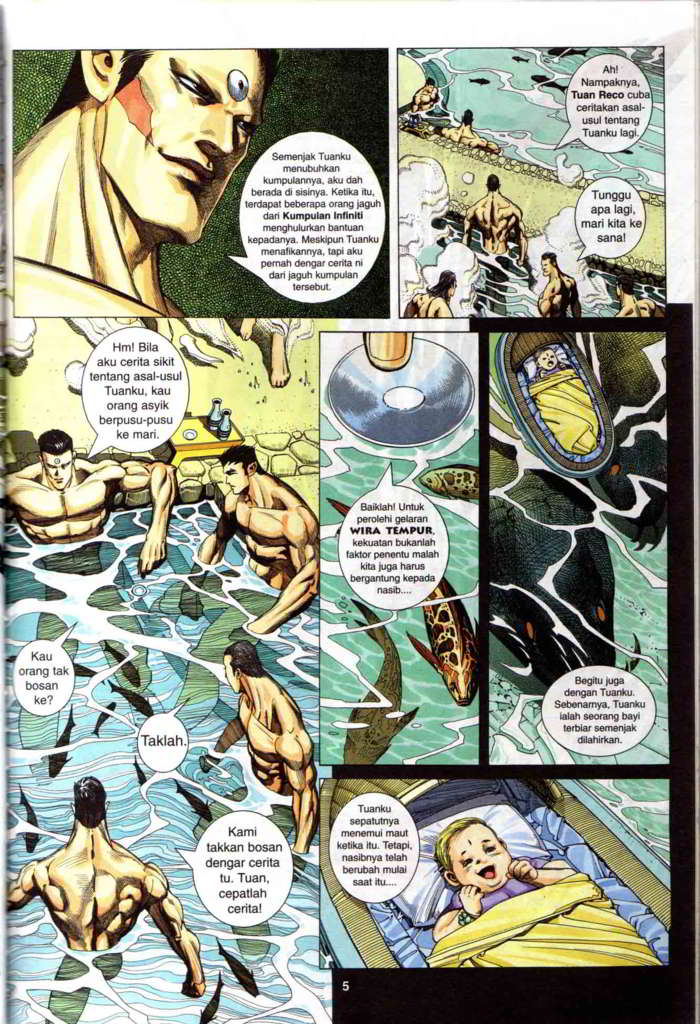 Semenjak Tuanku
menubuhkan
kumpulannya, aku dah
berada di sisinya. Ketika itu,
terdapat beberapa orang jaguh
dari Kumpulan Infiniti
menghulurkan bantuan
kepadanya. Meskipun Tuanku
menafikannya, tapi aku
pernah dengar cerita ni
dari jaguh kumpulan
tersebut.
Ah!
Nampaknya,
Tuan Reco cuba
ceritakan asal-
usul tentang
Tuanku lagi.
Tunggu
apa lagi,
mari kita ke
sana!
Hm! Bila
aku cerita sikit
tentang asal-usul
Tuanku, kau
orang asyik
berpusu-pusu
ke mari.
Kau
orang tak
bosan
ke?
Taklah.
Kami
takkan bosan
dengar cerita
tu. Tuan,
cepatlah
cerita!
Baiklah! Untuk
perolehi gelaran
WIRA TEMPUR,
kekuatan bukanlah
faktor penentu malah
kita juga harus
bergantung kepada
nasib....
Begitu juga
dengan Tuanku.
Sebenarnya, Tuanku
ialah seorang bayi
terbiar semenjak
dilahirkan.
Tuanku
sepatutnya
menemui maut
ketika itu. Tetapi,
nasibnya telah
berubah mulai
saat itu....
5